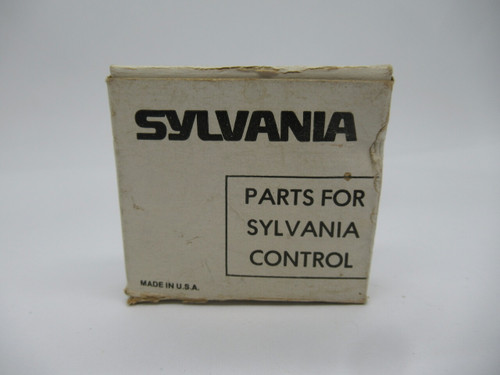 SYLVANIA
PARTS FOR
SYLVANIA
CONTROL
MADE IN U.S.A.